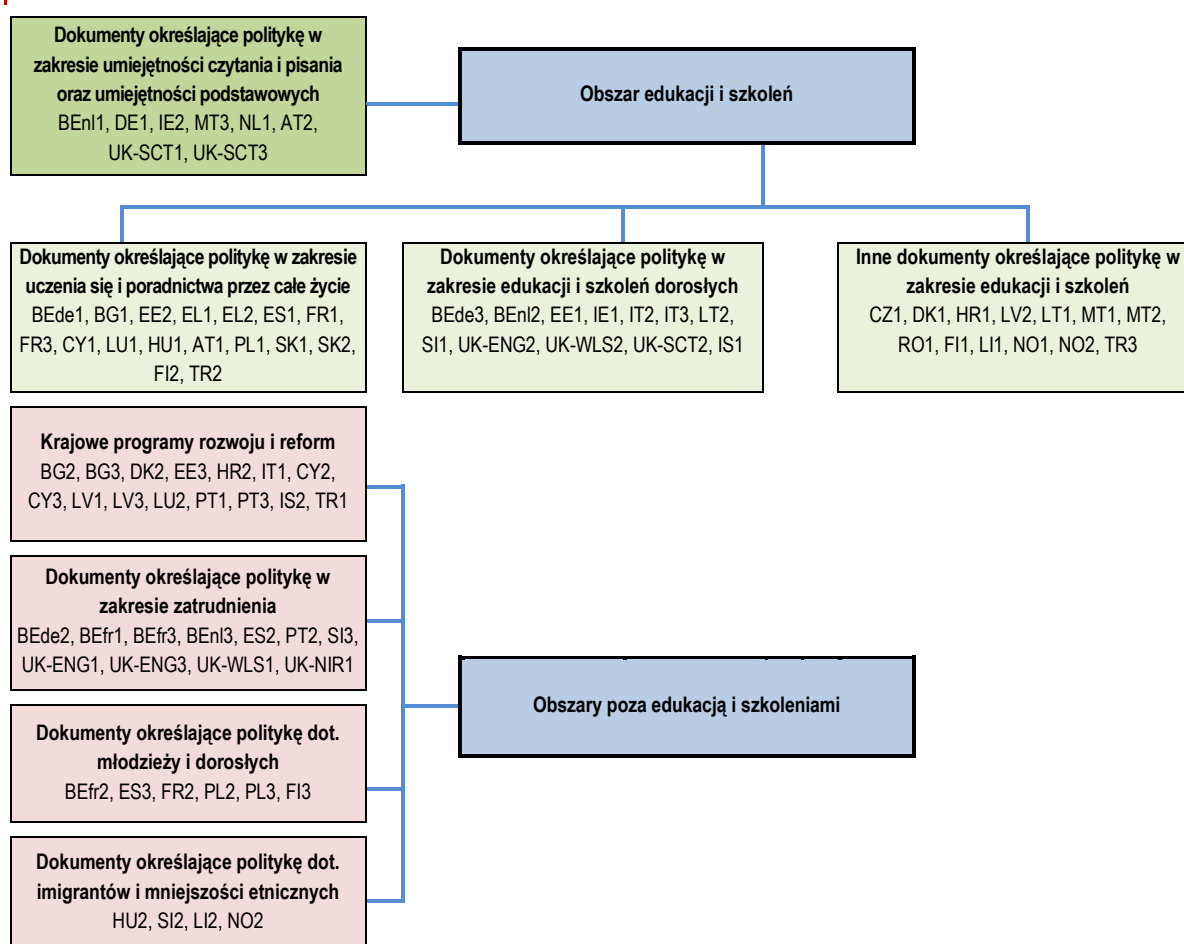 Dokumenty określające politykę w
zakresie umiejętności czytania i pisania
oraz umiejętności podstawowych
BEnl1, DE1, IE2, MT3, NL1, AT2,
UK-SCT1, UK-SCT3
Obszar edukacji i szkoleń
Dokumenty określające politykę w zakresie
uczenia się i poradnictwa przez całe życie
BEde1, BG1, EE2, EL1, EL2, ES1, FR1,
FR3, CY1, LU1, HU1, AT1, PL1, SK1, SK2,
FI2, TR2
Dokumenty określające politykę w
zakresie edukacji i szkoleń dorosłych
BEde3, BEnl2, EE1, IE1, IT2, IT3, LT2,
SI1, UK-ENG2, UK-WLS2, UK-SCT2, IS1
Inne dokumenty określające politykę w
zakresie edukacji i szkoleń
CZ1, DK1, HR1, LV2, LT1, MT1, MT2,
RO1, FI1, LI1, NO1, NO2, TR3
Krajowe programy rozwoju i reform
BG2, BG3, DK2, EE3, HR2, IT1, CY2,
CY3, LV1, LV3, LU2, PT1, PT3, IS2, TR1
Dokumenty określające politykę w
zakresie zatrudnienia
BEde2, BEfr1, BEfr3, BEnl3, ES2, PT2, SI3,
UK-ENG1, UK-ENG3, UK-WLS1, UK-NIR1
Obszary poza edukacją i szkoleniami
Dokumenty określające politykę dot.
młodzieży i dorosłych
BEfr2, ES3, FR2, PL2, PL3, FI3
Dokumenty określające politykę dot.
imigrantów i mniejszości etnicznych
HU2, SI2, LI2, NO2